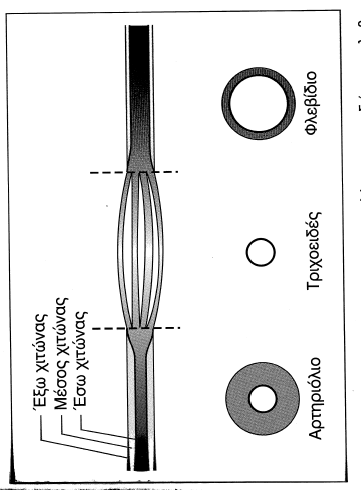 Έξω χιτώνας
Μέσος χιτώνας
Έσω χιτώνας
Αρτηριόλιο
Τριχοειδές
Φλεβίδιο